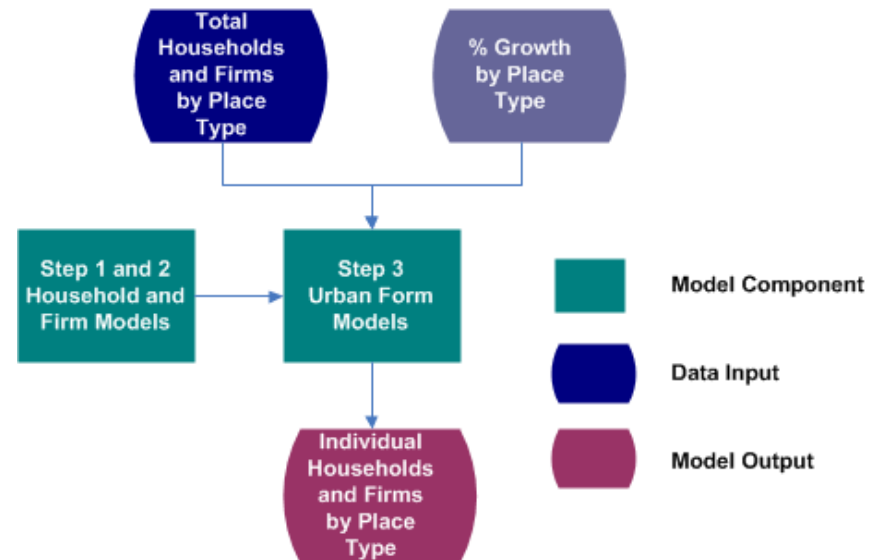 Total
Households
and Firms
by Place
Type
% Growth
by Place
Type
Step 1 and 2
Household and
Firm Models
Step 3
Urban Form
Models
Individual
Households
and Firms
by Place
Type
Model Component
Data Input
Model Output